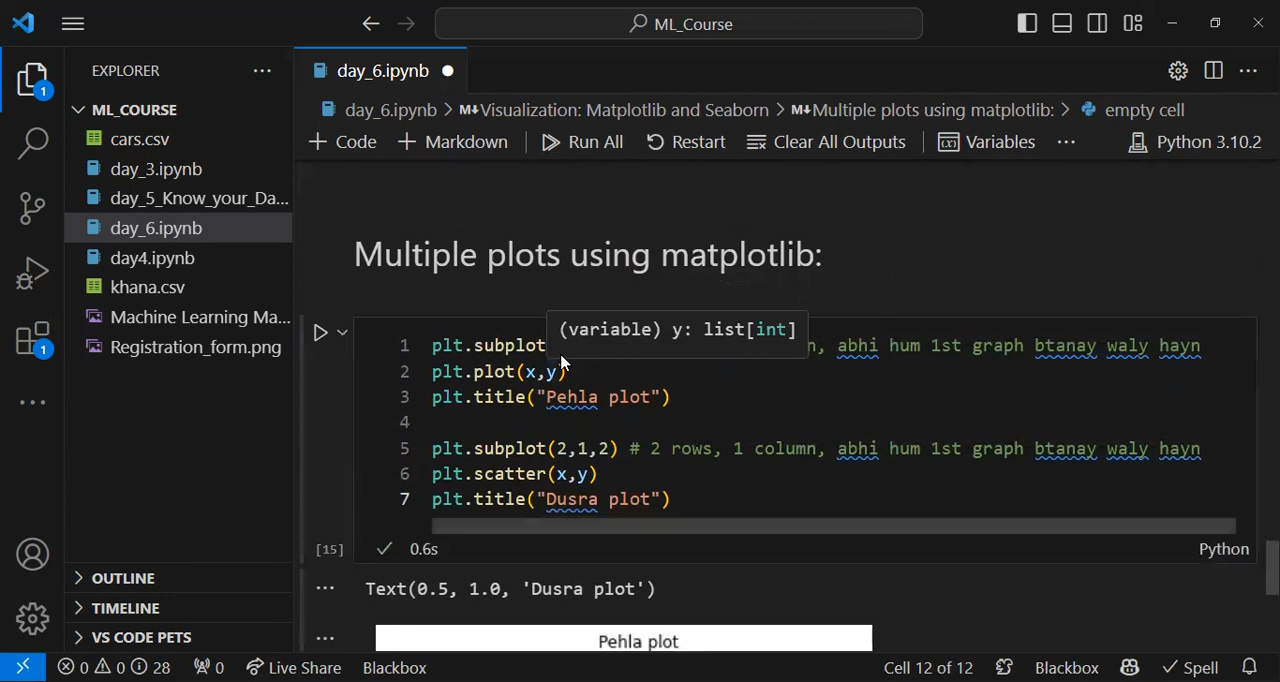 ML_Course
EXPLORER
ML_COURSE
cars.csv
day_3.ipynb
day_5_Know_your_Da...
day_6.ipynb
day4.ipynb
khana.csv
Machine Learning Ma...
Registration_form.png
OUTLINE
TIMELINE
VS CODE PETS
1
1
day_6.ipynb
day_6.ipynb > M↓Visualization: Matplotlib and Seaborn > M↓Multiple plots using matplotlib: > empty cell
+ Code + Markdown Run All Restart Clear All Outputs Variables ... Python 3.10.2
Multiple plots using matplotlib:
(variable) y: list[int]
1 plt.subplot n, abhi hum 1st graph btanay waly hayn
2 plt.plot(x,y)
3 plt.title("Pehla plot")
4
5 plt.subplot(2,1,2) # 2 rows, 1 column, abhi hum 1st graph btanay waly hayn
6 plt.scatter(x,y)
7 plt.title("Dusra plot")
[15] 0.6s Python
Text(0.5, 1.0, 'Dusra plot')
Pehla plot
0 0 28 0 Live Share Blackbox Cell 12 of 12 Blackbox Spell